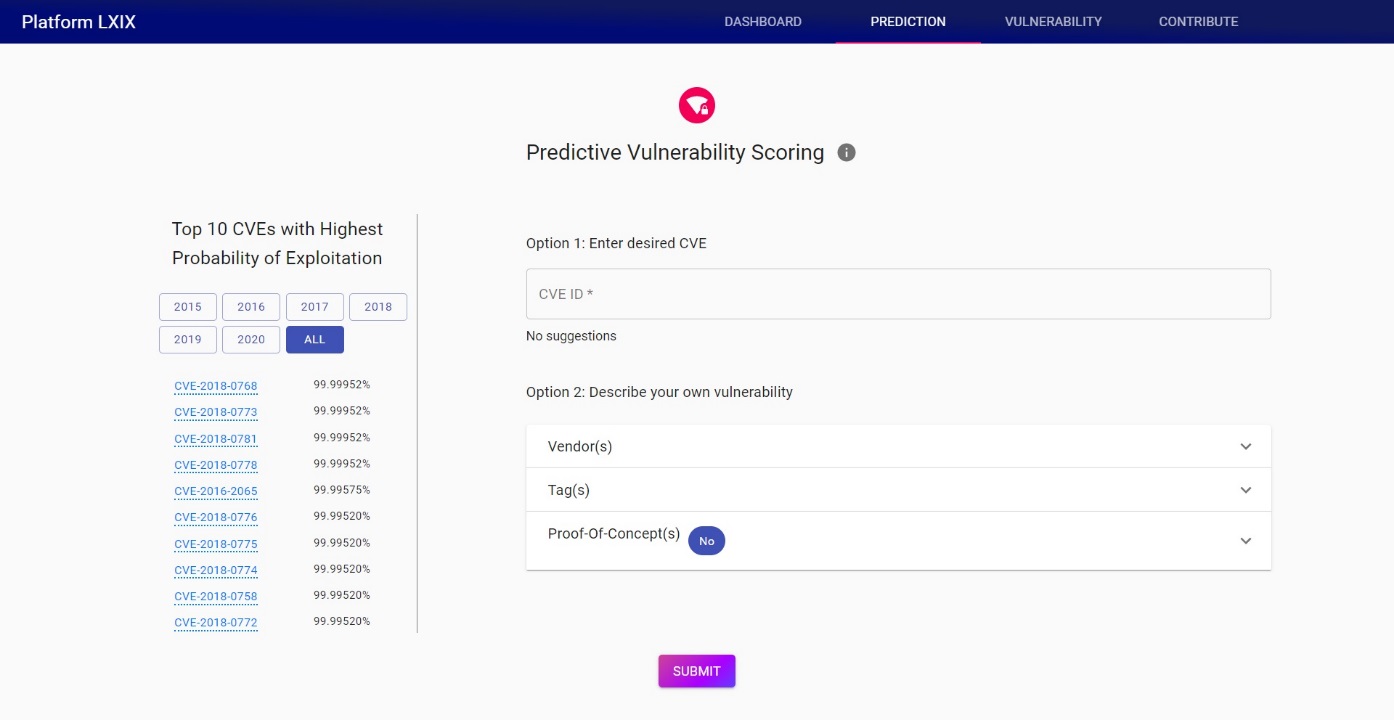 Platform LXIX
DASHBOARD
PREDICTION
VULNERABILITY
CONTRIBUTE
Predictive Vulnerability Scoring
Top 10 CVEs with Highest
Probability of Exploitation
2015 2016 2017 2018
2019 2020 ALL
CVE-2018-0768 99.99952%
CVE-2018-0773 99.99952%
CVE-2018-0781 99.99952%
CVE-2018-0778 99.99952%
CVE-2016-2065 99.99575%
CVE-2018-0776 99.99520%
CVE-2018-0775 99.99520%
CVE-2018-0774 99.99520%
CVE-2018-0758 99.99520%
CVE-2018-0772 99.99520%
Option 1: Enter desired CVE
CVE ID *
No suggestions
Option 2: Describe your own vulnerability
Vendor(s)
Tag(s)
Proof-Of-Concept(s) No
SUBMIT